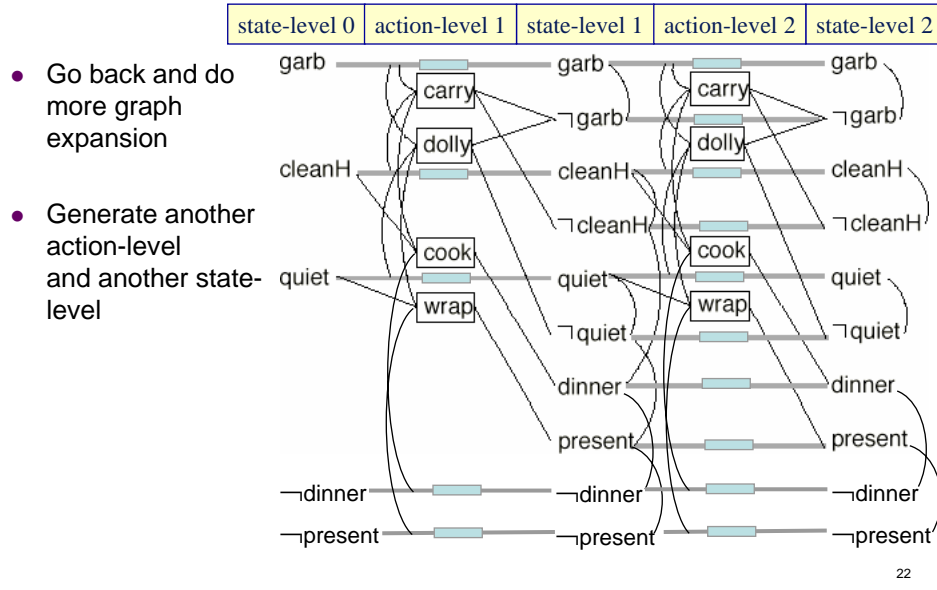 state-level 0 action-level 1 state-level 1 action-level 2 state-level 2
• Go back and do
more graph
expansion
• Generate another
action-level
and another state-
level
garb garb garb
carry carry
¬garb ¬garb
dolly dolly
cleanH cleanH cleanH
¬cleanH ¬cleanH
cook cook
quiet quiet quiet
wrap wrap
¬quiet ¬quiet
dinner dinner
present present
¬dinner ¬dinner ¬dinner
¬present ¬present ¬present
22